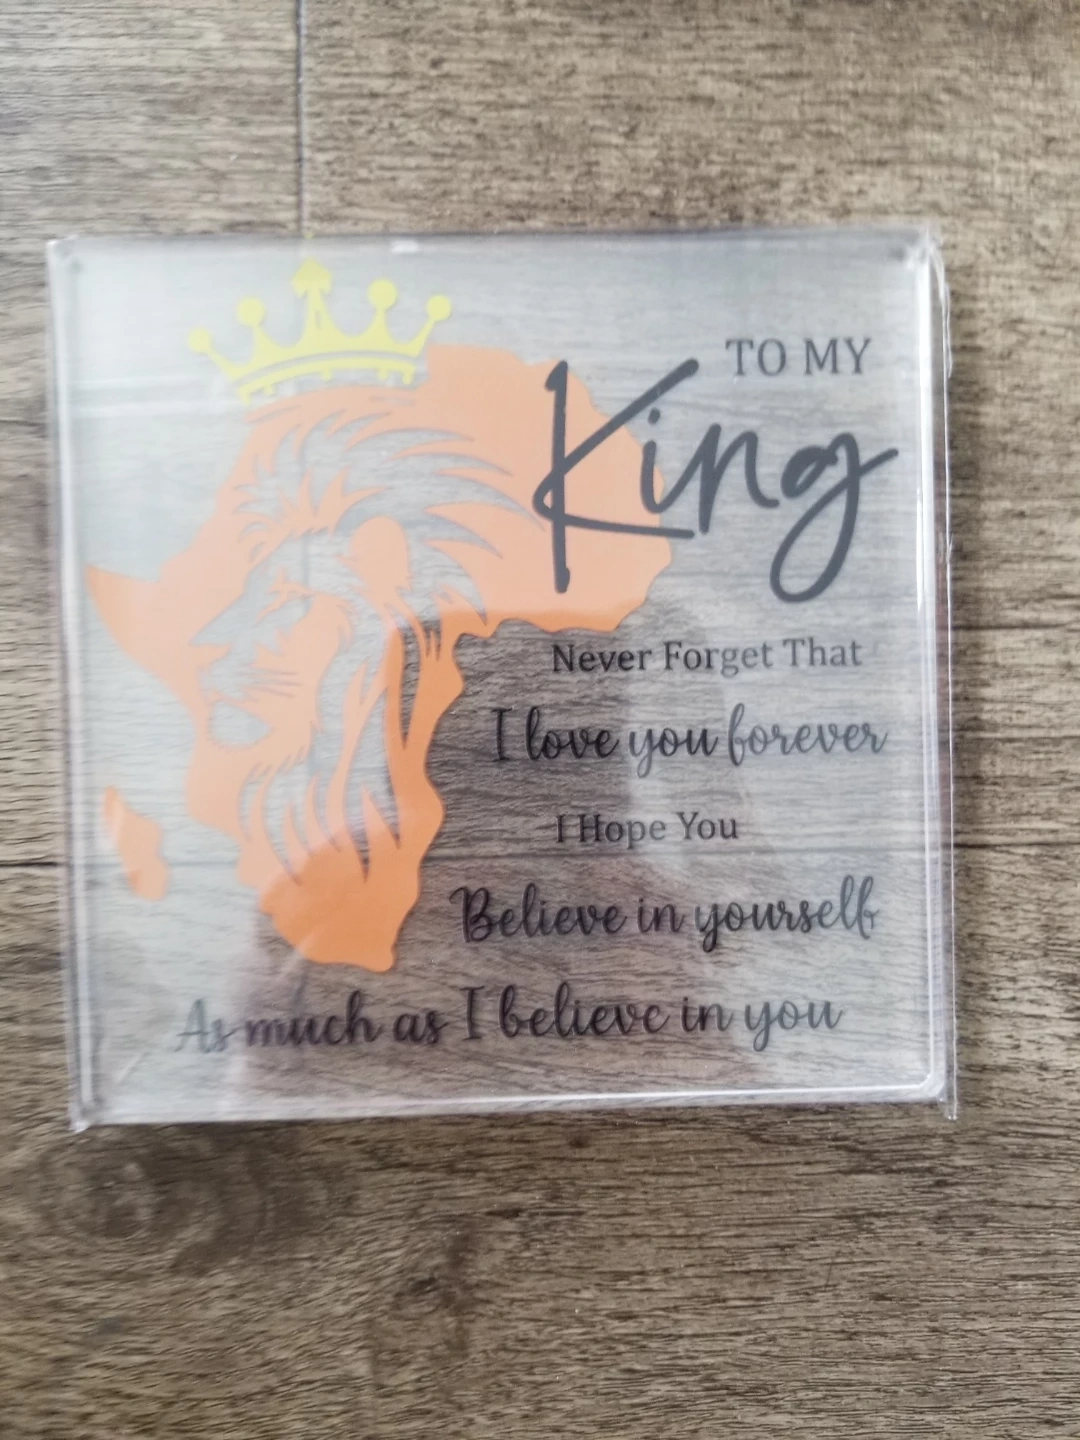 TO MY
King
Never Forget That
I love you forever
I Hope You
Believe in yourself
As much as I believe in you